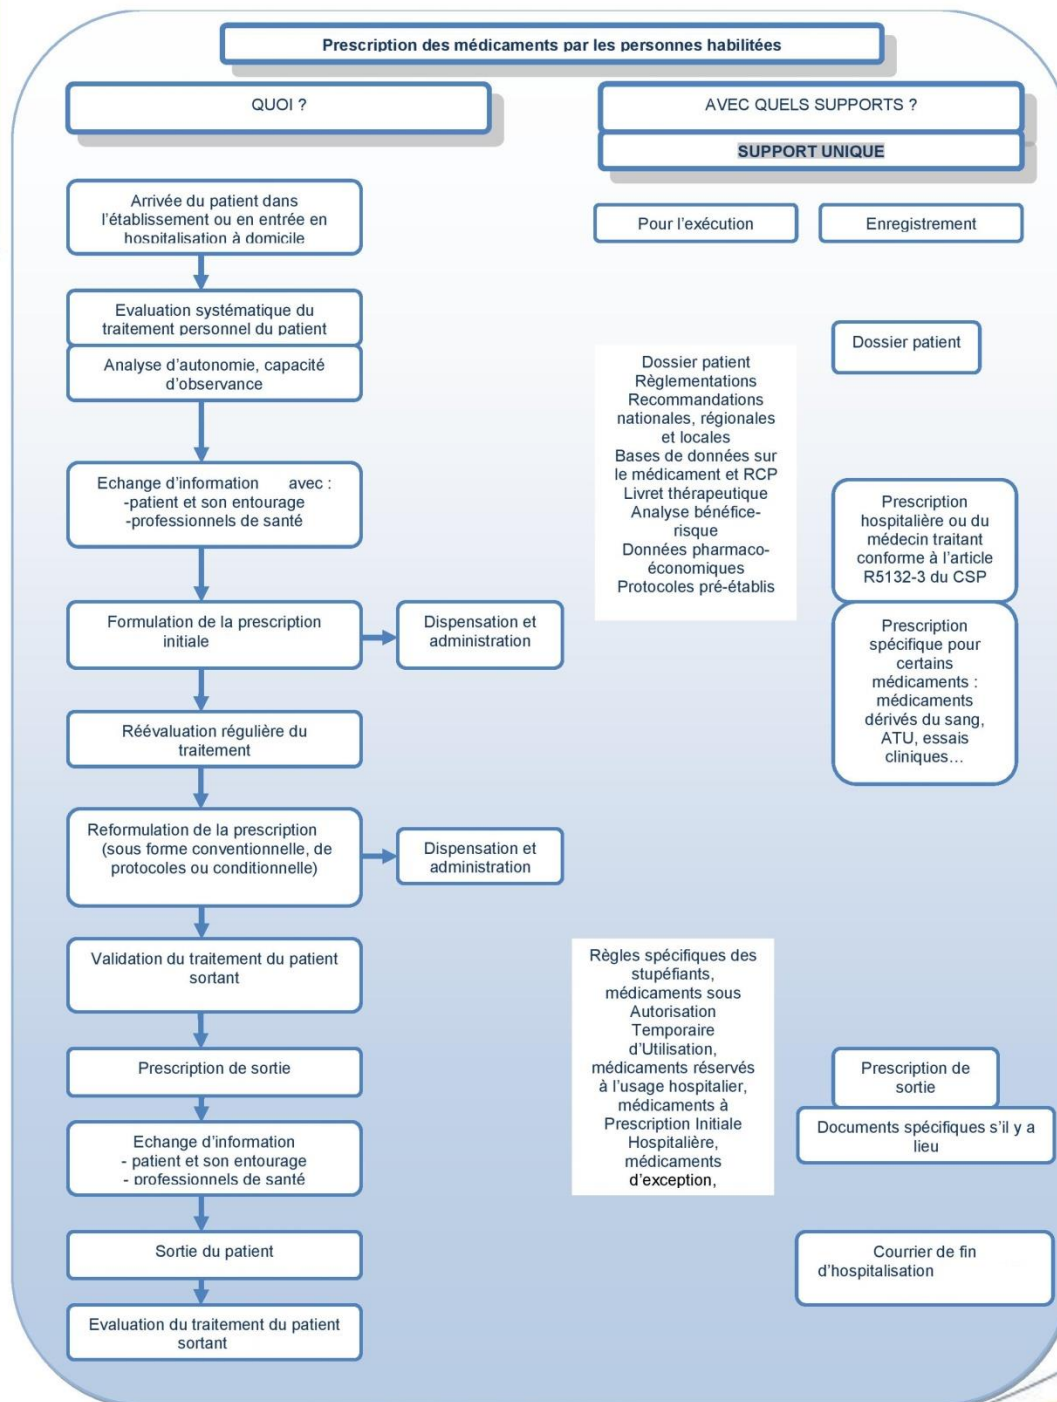 Prescription des médicaments par les personnes habilitées
QUOI ?
AVEC QUELS SUPPORTS ?
SUPPORT UNIQUE
Pour l’exécution
Enregistrement
Arrivée du patient dans
l’établissement ou en entrée en
hospitalisation à domicile
Evaluation systématique du
traitement personnel du patient
Analyse d’autonomie, capacité
d’observance
Echange d’information avec :
-patient et son entourage
-professionnels de santé
Formulation de la prescription
initiale
Dispensation et
administration
Réévaluation régulière du
traitement
Reformulation de la prescription
(sous forme conventionnelle, de
protocoles ou conditionnelle)
Dispensation et
administration
Validation du traitement du patient
sortant
Prescription de sortie
Echange d’information
- patient et son entourage
- professionnels de santé
Sortie du patient
Evaluation du traitement du patient
sortant
Dossier patient
Règlementations
Recommandations
nationales, régionales
et locales
Bases de données sur
le médicament et RCP
Livret thérapeutique
Analyse bénéfice-
risque
Données pharmaco-
économiques
Protocoles pré-établis
Règles spécifiques des
stupéfiants,
médicaments sous
Autorisation
Temporaire
d’Utilisation,
médicaments réservés
à l’usage hospitalier,
médicaments à
Prescription Initiale
Hospitalière,
médicaments
d’exception,
Dossier patient
Prescription
hospitalière ou du
médecin traitant
conforme à l’article
R5132-3 du CSP
Prescription
spécifique pour
certains
médicaments :
médicaments
dérivés du sang,
ATU, essais
cliniques…
Prescription de
sortie
Documents spécifiques s’il y a
lieu
Courrier de fin
d’hospitalisation